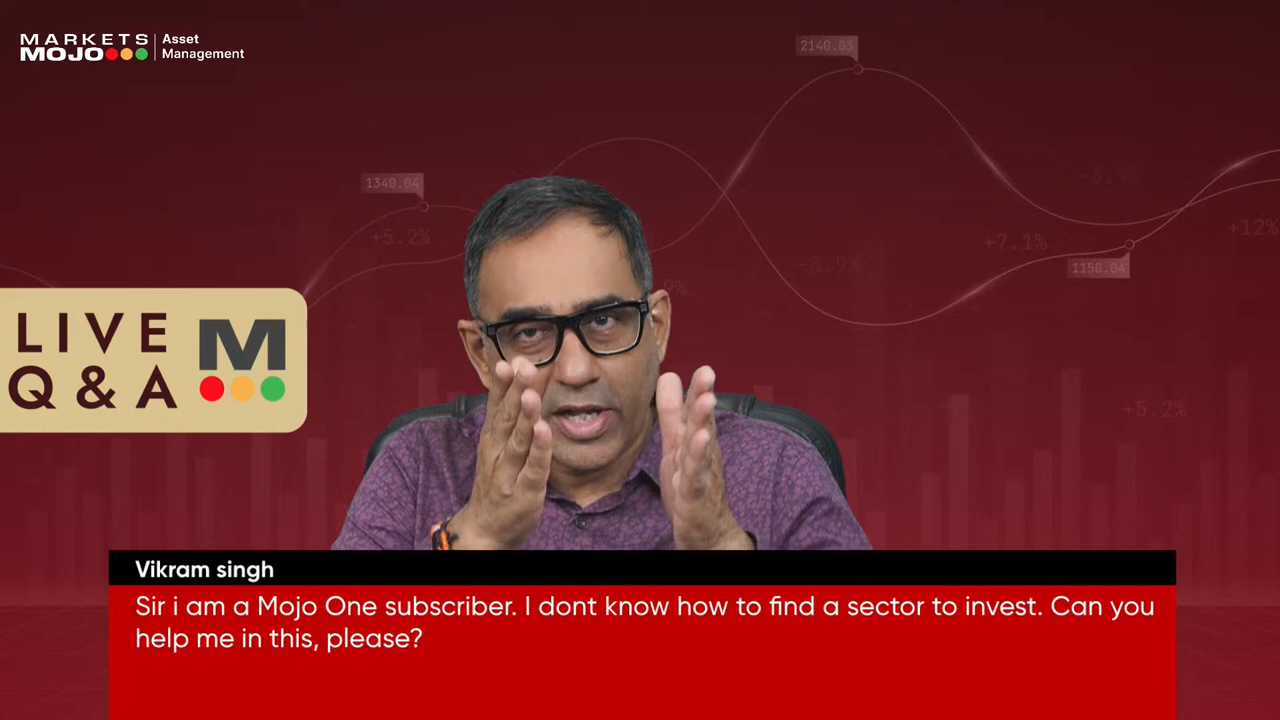 MARKETS
MOJO
Asset
Management
2140.03
1340.04
+5.2%
+7.1%
+12%
1150.04
LIVE
Q & A
M
+5.2%
Vikram singh
Sir i am a Mojo One subscriber. I dont know how to find a sector to invest. Can you
help me in this, please?